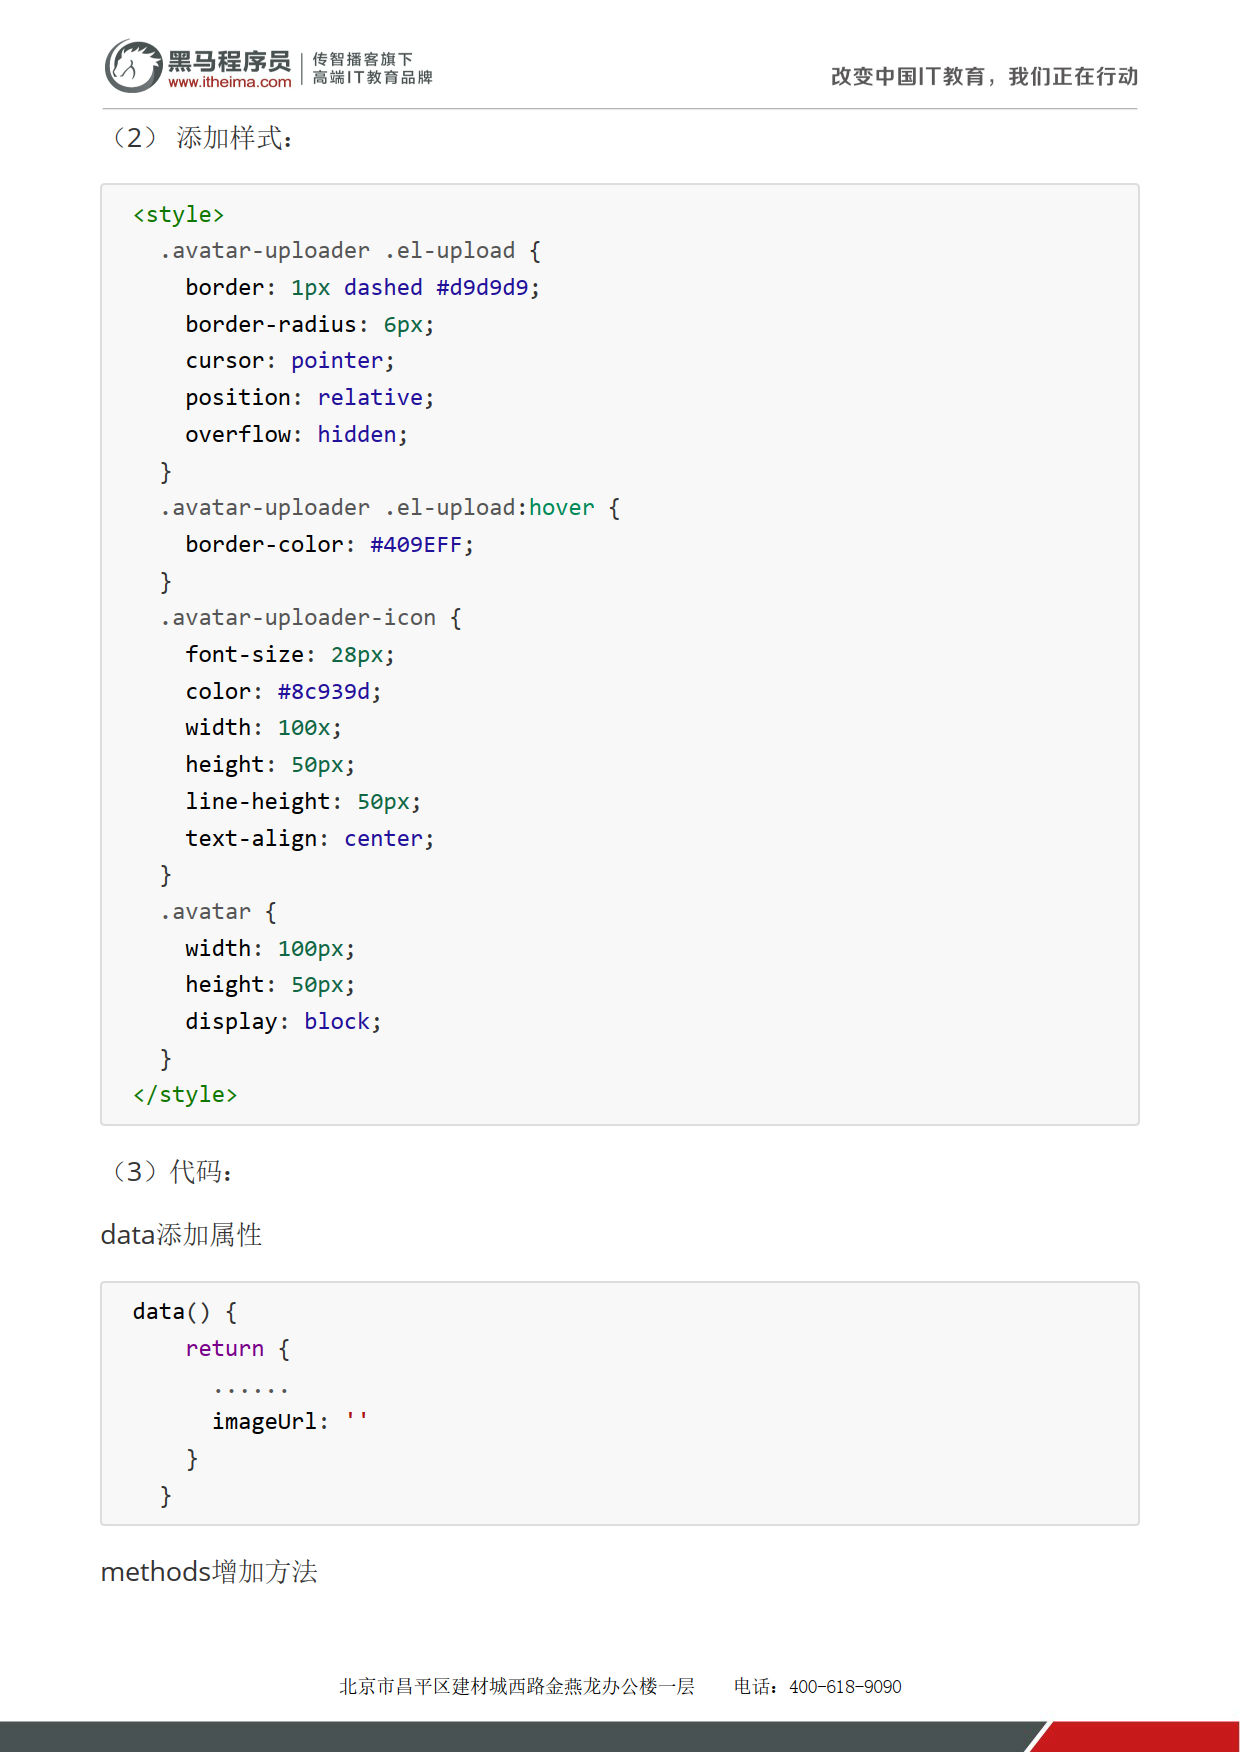 黑马程序员
www.itheima.com
传智播客旗下
高端IT教育品牌
改变中国IT教育，我们正在行动
（2） 添加样式：
<style>
  .avatar-uploader .el-upload {
    border: 1px dashed #d9d9d9;
    border-radius: 6px;
    cursor: pointer;
    position: relative;
    overflow: hidden;
  }
  .avatar-uploader .el-upload:hover {
    border-color: #409EFF;
  }
  .avatar-uploader-icon {
    font-size: 28px;
    color: #8c939d;
    width: 100x;
    height: 50px;
    line-height: 50px;
    text-align: center;
  }
  .avatar {
    width: 100px;
    height: 50px;
    display: block;
  }
</style>
（3）代码：
data添加属性
data() {
    return {
      ......
      imageUrl: ''
    }
  }
methods增加方法
北京市昌平区建材城西路金燕龙办公楼一层 电话：400-618-9090